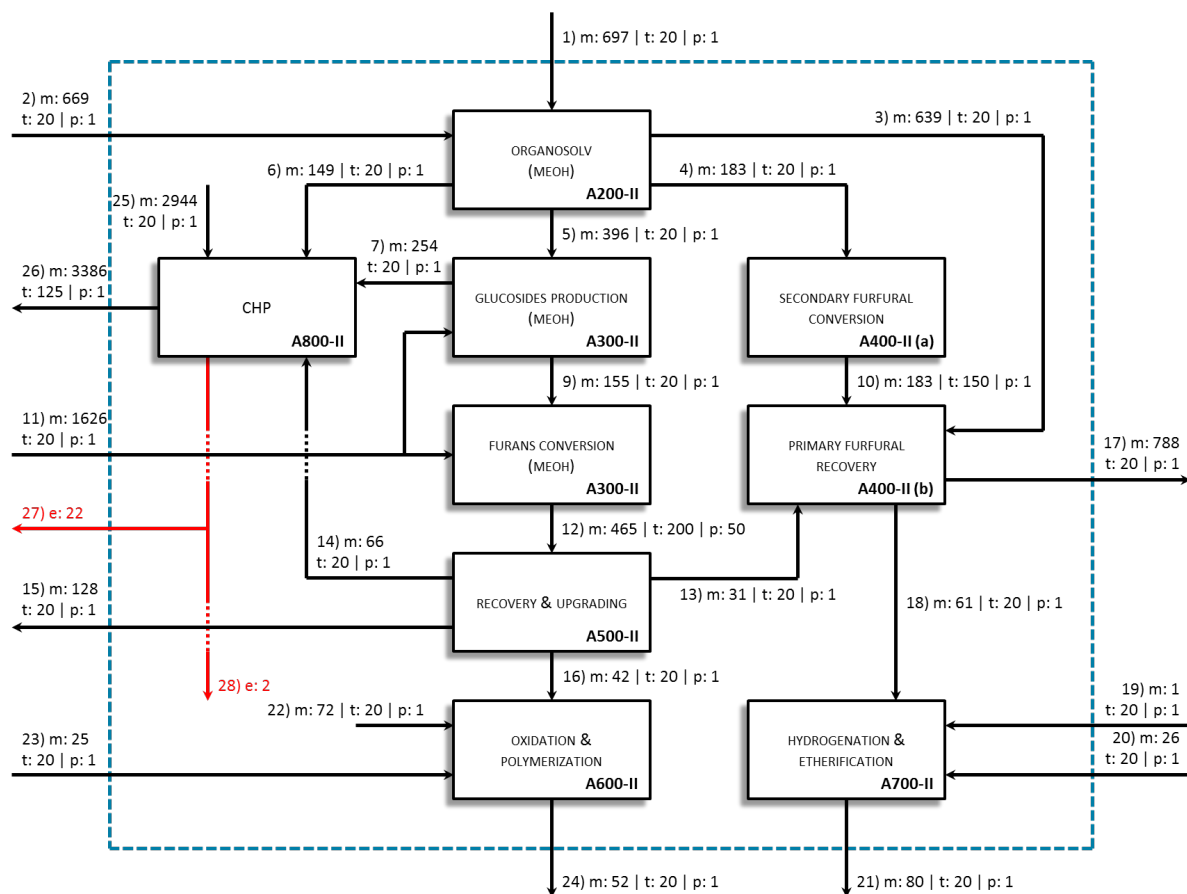 1) m: 697 | t: 20 | p: 1
2) m: 669
t: 20 | p: 1
3) m: 639 | t: 20 | p: 1
ORGANOSOLV
(MEOH)
A200-II
6) m: 149 | t: 20 | p: 1
4) m: 183 | t: 20 | p: 1
25) m: 2944
t: 20 | p: 1
5) m: 396 | t: 20 | p: 1
7) m: 254
t: 20 | p: 1
26) m: 3386
t: 125 | p: 1
CHP
A800-II
GLUCOSIDES PRODUCTION
(MEOH)
A300-II
SECONDARY FURFURAL
CONVERSION
A400-II (a)
9) m: 155 | t: 20 | p: 1
10) m: 183 | t: 150 | p: 1
11) m: 1626
t: 20 | p: 1
FURANS CONVERSION
(MEOH)
A300-II
PRIMARY FURFURAL
RECOVERY
A400-II (b)
17) m: 788
t: 20 | p: 1
27) e: 22
14) m: 66
t: 20 | p: 1
12) m: 465 | t: 200 | p: 50
15) m: 128
t: 20 | p: 1
RECOVERY & UPGRADING
A500-II
13) m: 31 | t: 20 | p: 1
18) m: 61 | t: 20 | p: 1
28) e: 2
16) m: 42 | t: 20 | p: 1
19) m: 1
t: 20 | p: 1
22) m: 72 | t: 20 | p: 1
23) m: 25
t: 20 | p: 1
OXIDATION &
POLYMERIZATION
A600-II
HYDROGENATION &
ETHERIFICATION
A700-II
20) m: 26
t: 20 | p: 1
24) m: 52 | t: 20 | p: 1
21) m: 80 | t: 20 | p: 1